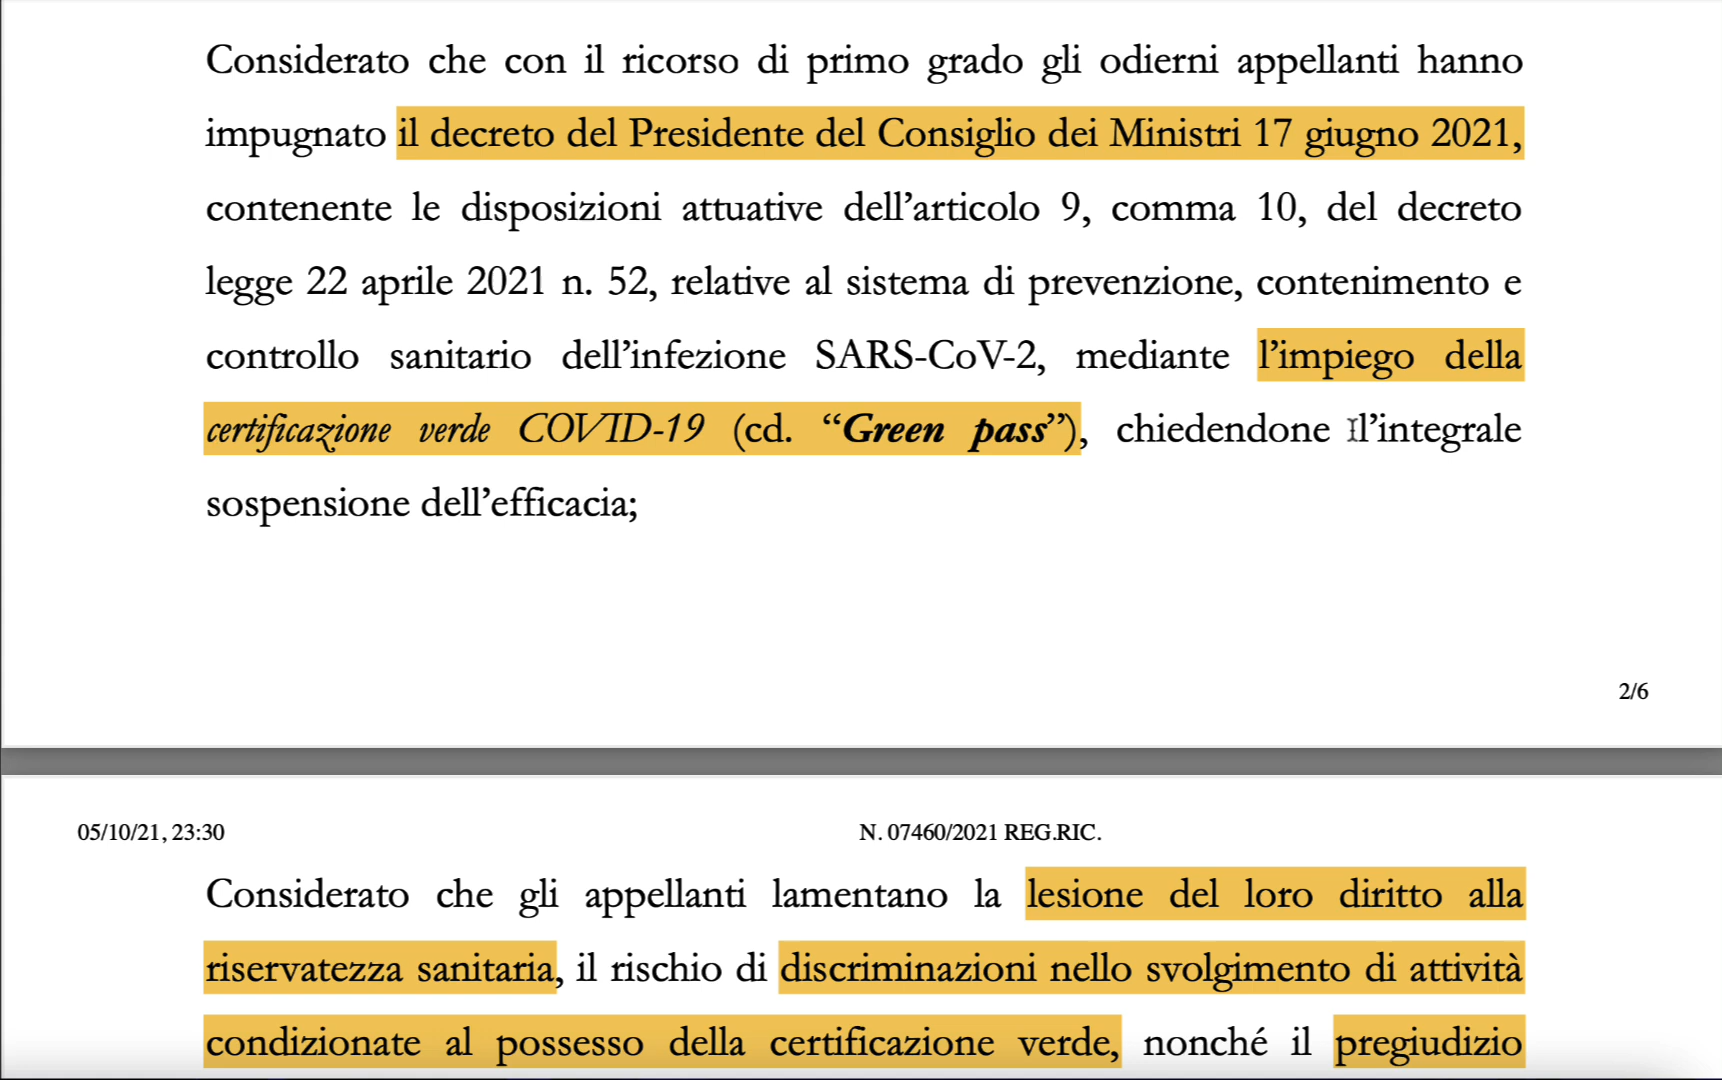 Considerato che con il ricorso di primo grado gli odierni appellanti hanno
impugnato il decreto del Presidente del Consiglio dei Ministri 17 giugno 2021,
contenente le disposizioni attuative dell’articolo 9, comma 10, del decreto
legge 22 aprile 2021 n. 52, relative al sistema di prevenzione, contenimento e
controllo sanitario dell’infezione SARS-CoV-2, mediante l’impiego della
certificazione verde COVID-19 (cd. “Green pass”), chiedendone l’integrale
sospensione dell’efficacia;
2/6
05/10/21, 23:30 N. 07460/2021 REG.RIC.
Considerato che gli appellanti lamentano la lesione del loro diritto alla
riservatezza sanitaria, il rischio di discriminazioni nello svolgimento di attività
condizionate al possesso della certificazione verde, nonché il pregiudizio